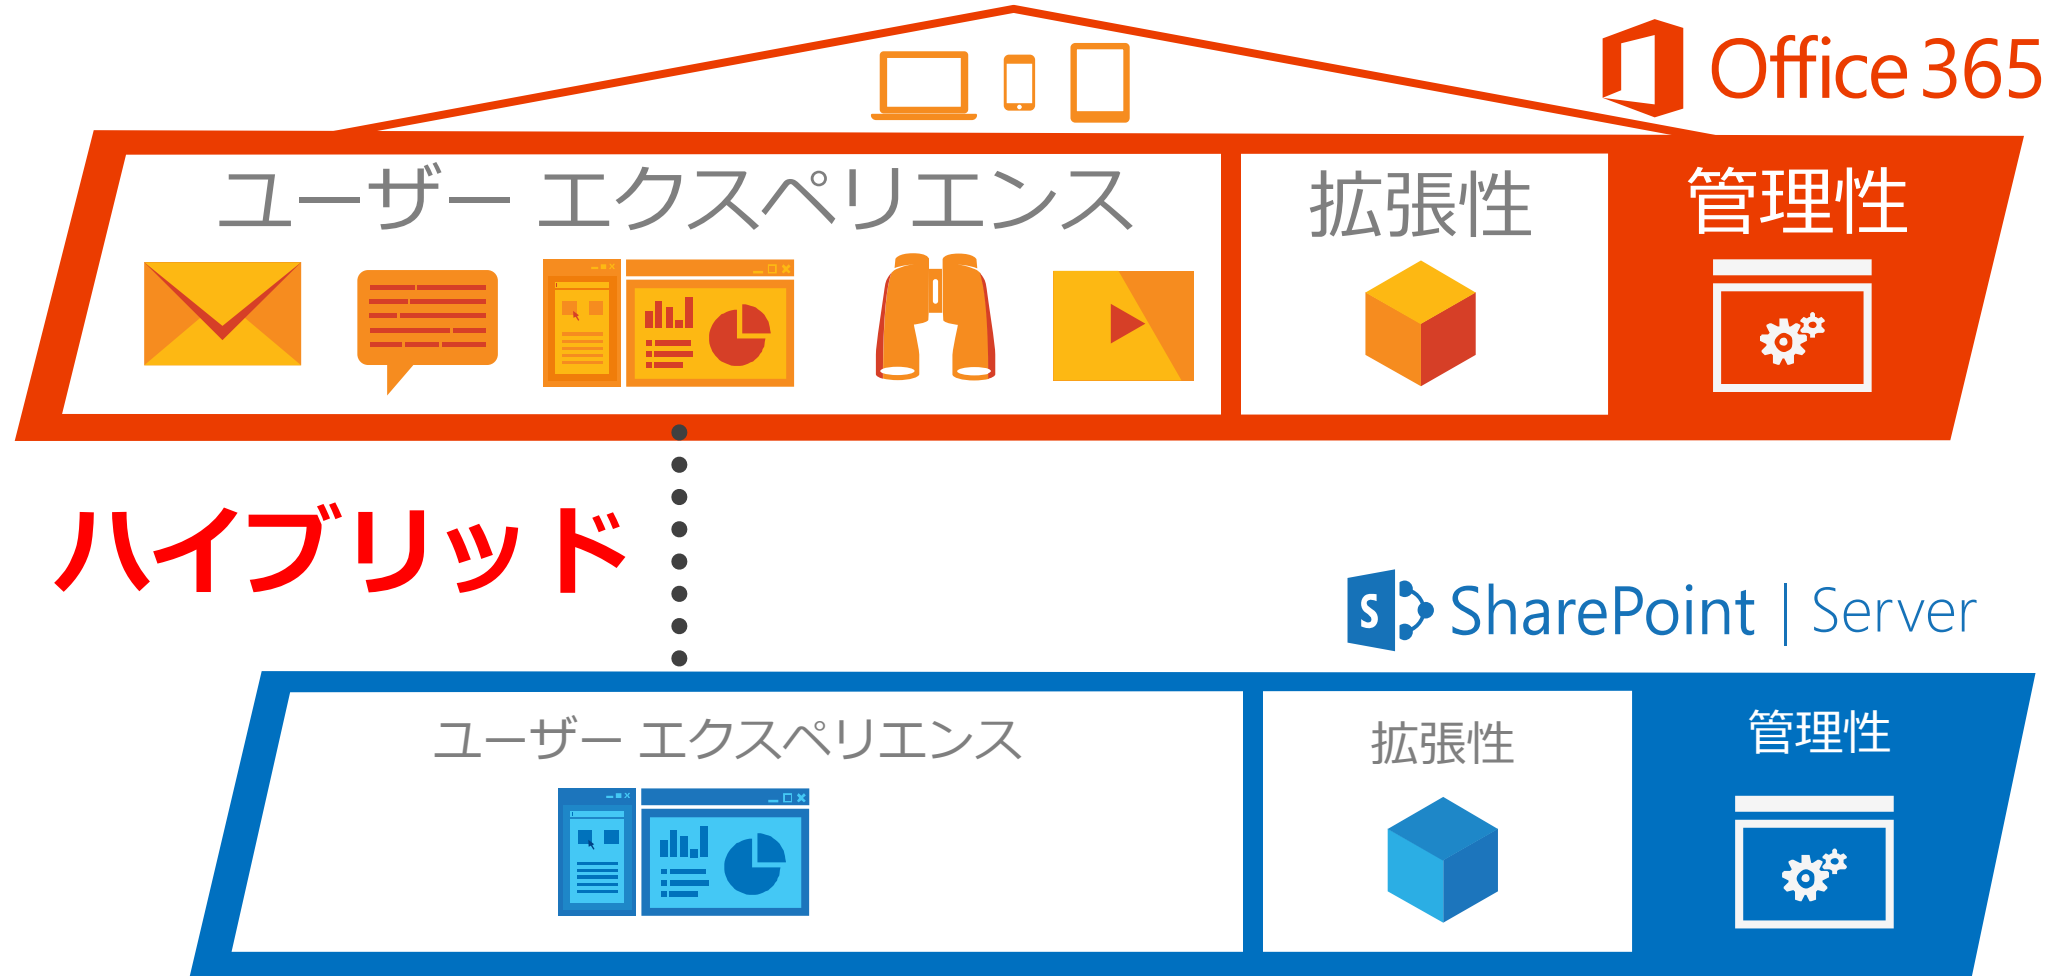 Office 365
ユーザー エクスペリエンス
拡張性
管理性
ハイブリッド
S SharePoint | Server
ユーザー エクスペリエンス
拡張性
管理性